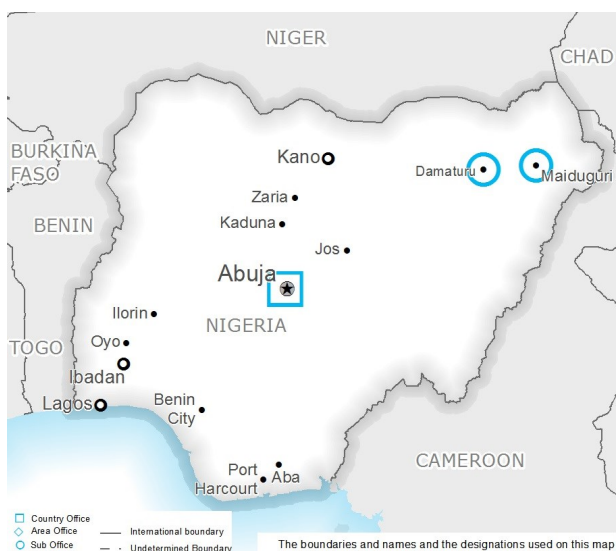 NIGER
CHAD
BURKINA
FASO
Kano
Damaturu
Maiduguri
Zaria
BENIN
Kaduna
Jos
Abuja
Ilorin
NIGERIA
Oyo
TOGO
Ibadan
Lagos
Benin
City
CAMEROON
Port
Harcourt
Aba
Country Office
Area Office
Sub Office
International boundary
Undetermined Boundary
The boundaries and names and the designations used on this map